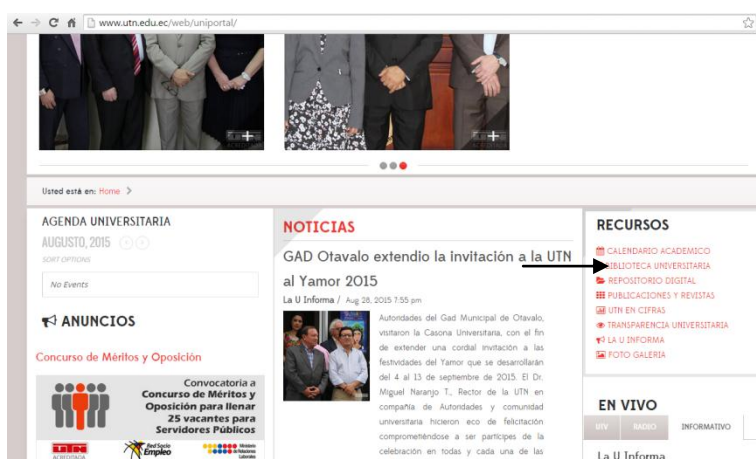 www.utn.edu.ec/web/uniportal/
Usted está en: Home >
AGENDA UNIVERSITARIA
AUGUSTO, 2015
SORT OPTIONS
No Events
ANUNCIOS
Concurso de Méritos y Oposición
Convocatoria a
Concurso de Méritos y
Oposición para llenar
25 vacantes para
Servidores Públicos
utn
Red Socio
Empleo
Ministerio
de Relaciones
Laborales
NOTICIAS
GAD Otavalo extendio la invitación a la UTN
al Yamor 2015
La U Informa / Aug 28, 2015 7:55 pm
Autoridades del Gad Municipal de Otavalo,
visitaron la Casona Universitaria, con el fin
de extender una cordial invitación a las
festividades del Yamor que se desarrollarán
del 4 al 13 de septiembre de 2015. El Dr.
Miguel Naranjo T., Rector de la UTN en
compañía de Autoridades y comunidad
universitaria hicieron eco de felicitación
comprometiéndose a ser partícipes de la
celebración en todas y cada una de las
RECURSOS
CALENDARIO ACADEMICO
BIBLIOTECA UNIVERSITARIA
REPOSITORIO DIGITAL
PUBLICACIONES Y REVISTAS
UTN EN CIFRAS
TRANSPARENCIA UNIVERSITARIA
LA U INFORMA
FOTO GALERIA
EN VIVO
UTV RADIO INFORMATIVO
La U Informa